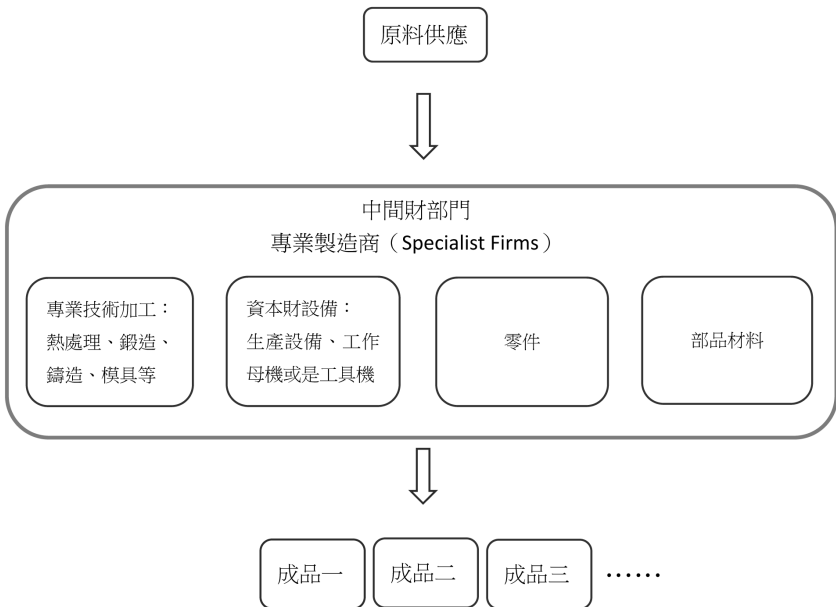 原料供應
中間財部門
專業製造商（Specialist Firms）
專業技術加工：
熱處理、鍛造、
鑄造、模具等
資本財設備：
生產設備、工作
母機或是工具機
零件
部品材料
成品一
成品二
成品三
……